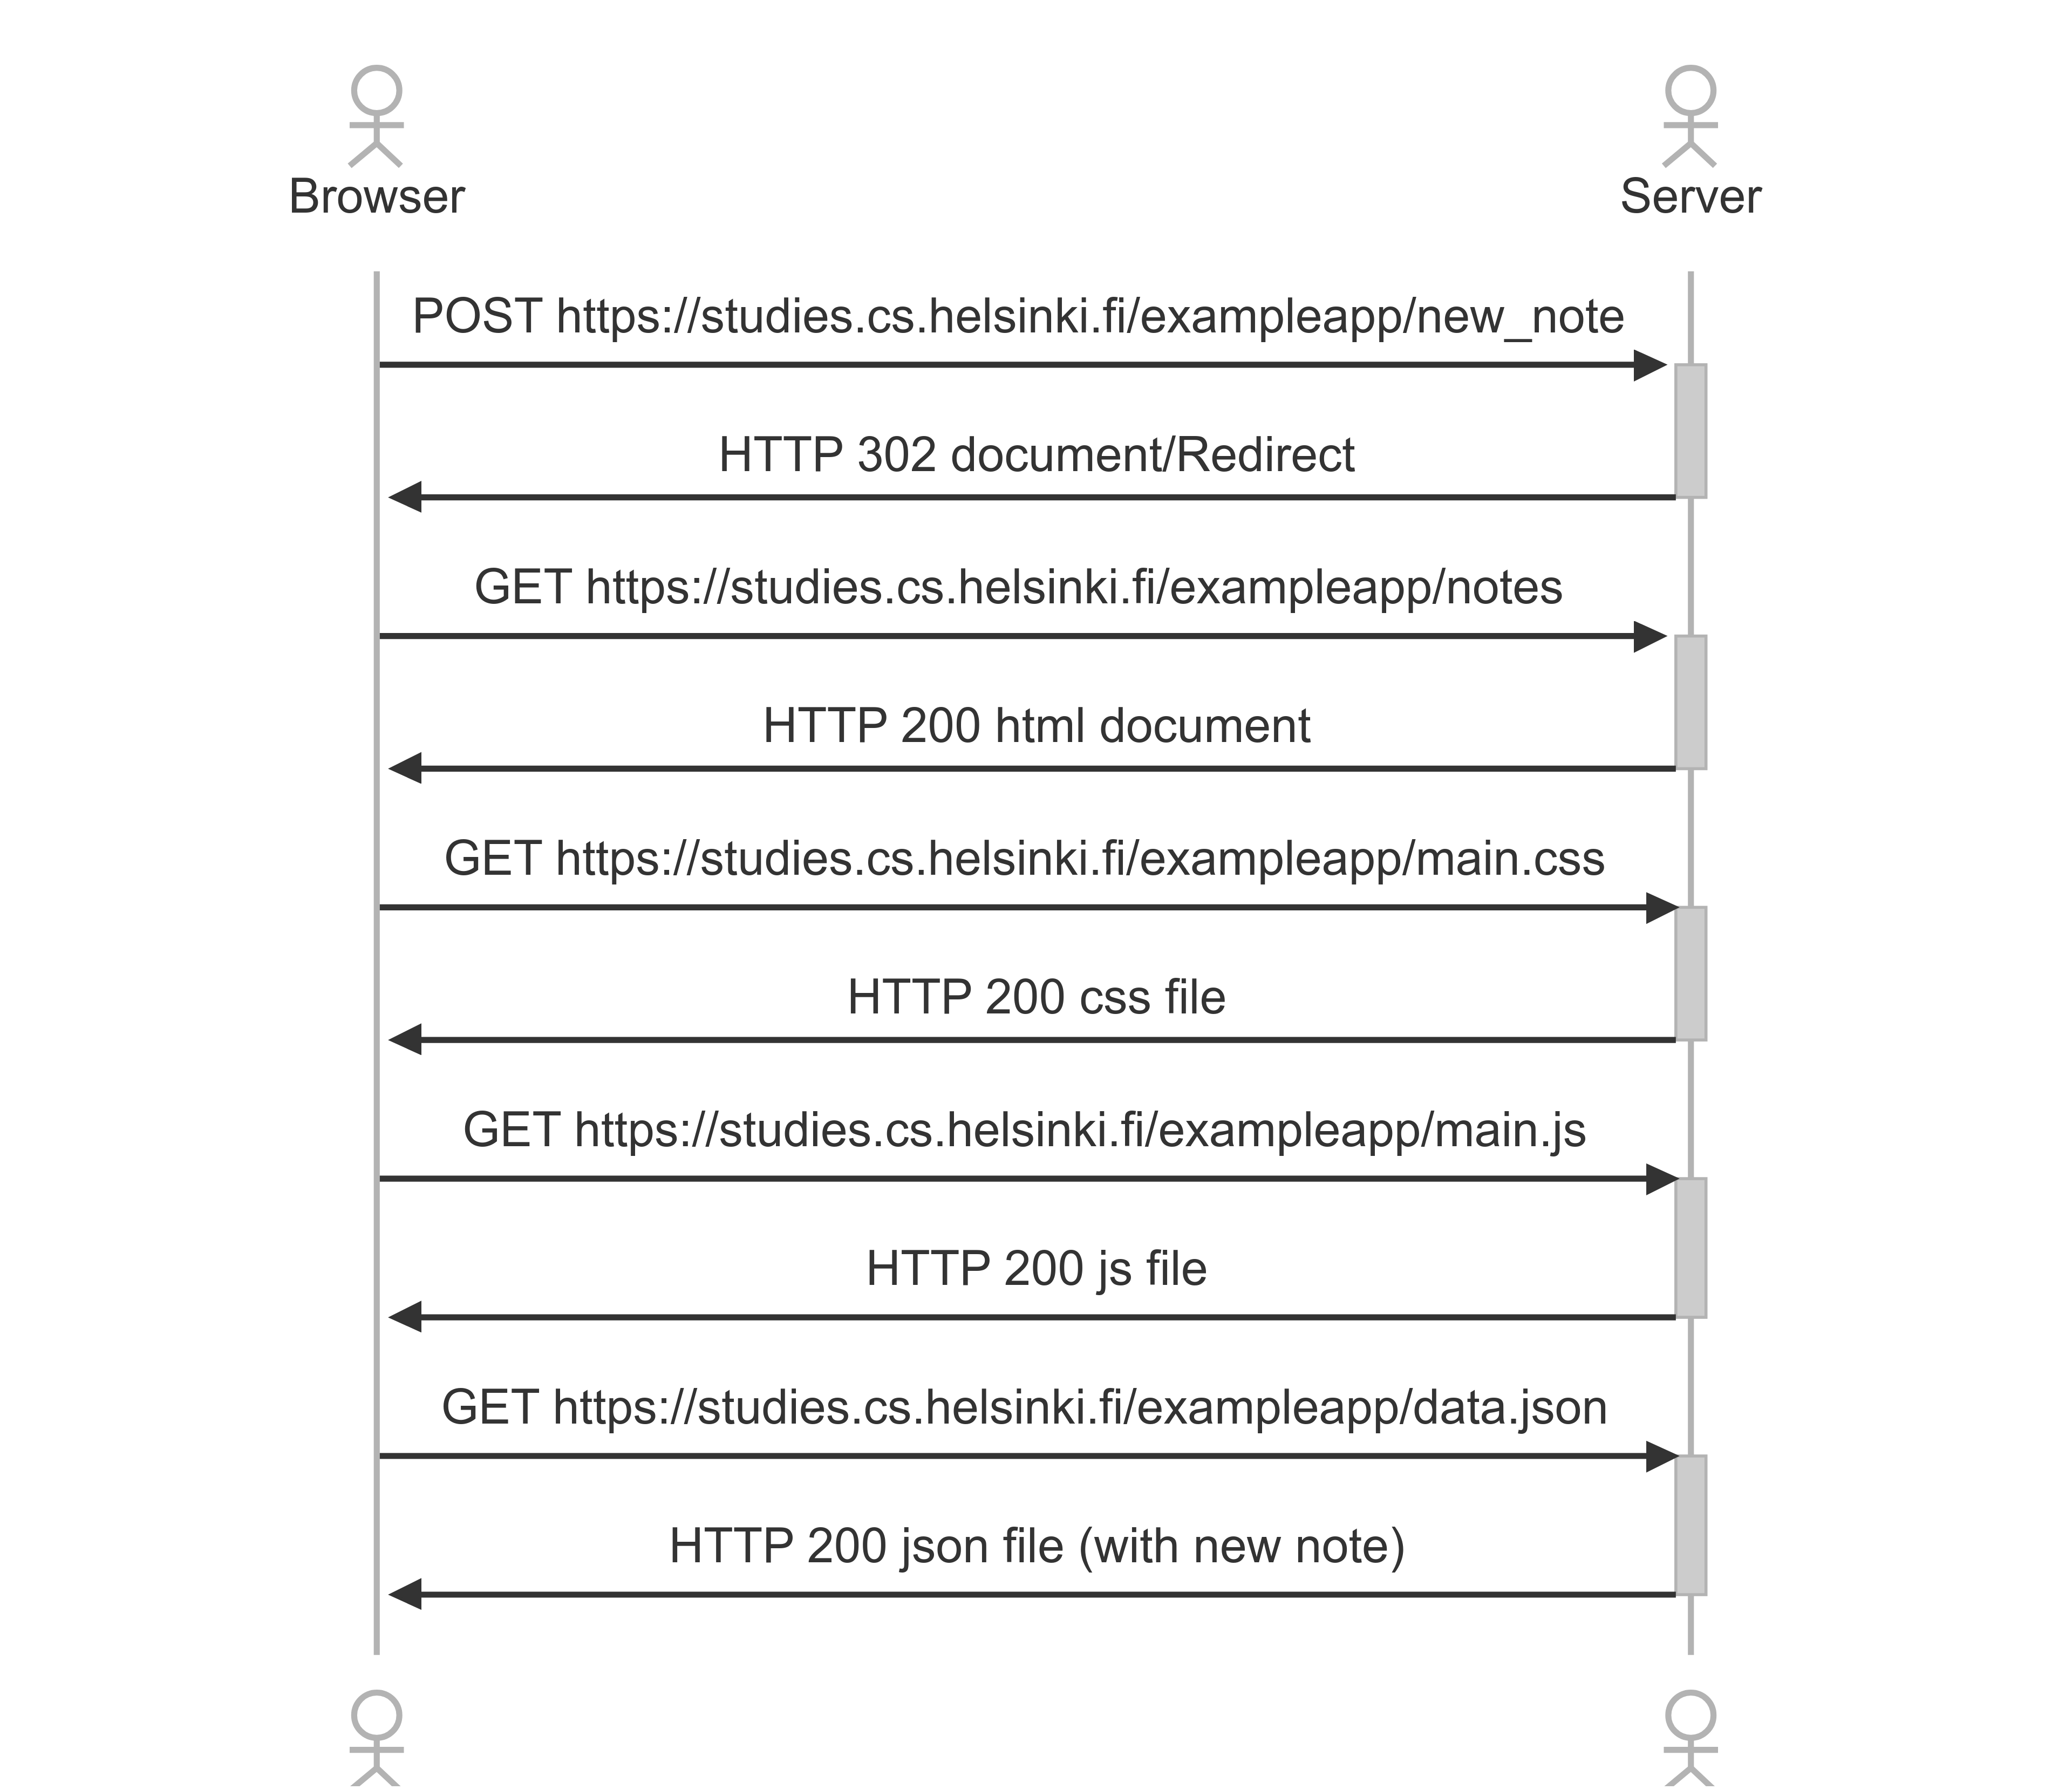 Browser
Server
POST https://studies.cs.helsinki.fi/exampleapp/new_note
HTTP 302 document/Redirect
GET https://studies.cs.helsinki.fi/exampleapp/notes
HTTP 200 html document
GET https://studies.cs.helsinki.fi/exampleapp/main.css
HTTP 200 css file
GET https://studies.cs.helsinki.fi/exampleapp/main.js
HTTP 200 js file
GET https://studies.cs.helsinki.fi/exampleapp/data.json
HTTP 200 json file (with new note)